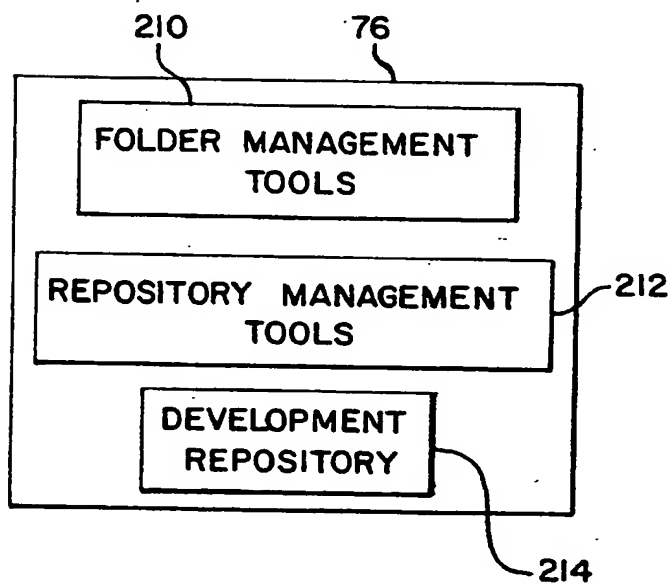 210
76
FOLDER MANAGEMENT
TOOLS
REPOSITORY MANAGEMENT
TOOLS
212
DEVELOPMENT
REPOSITORY
214